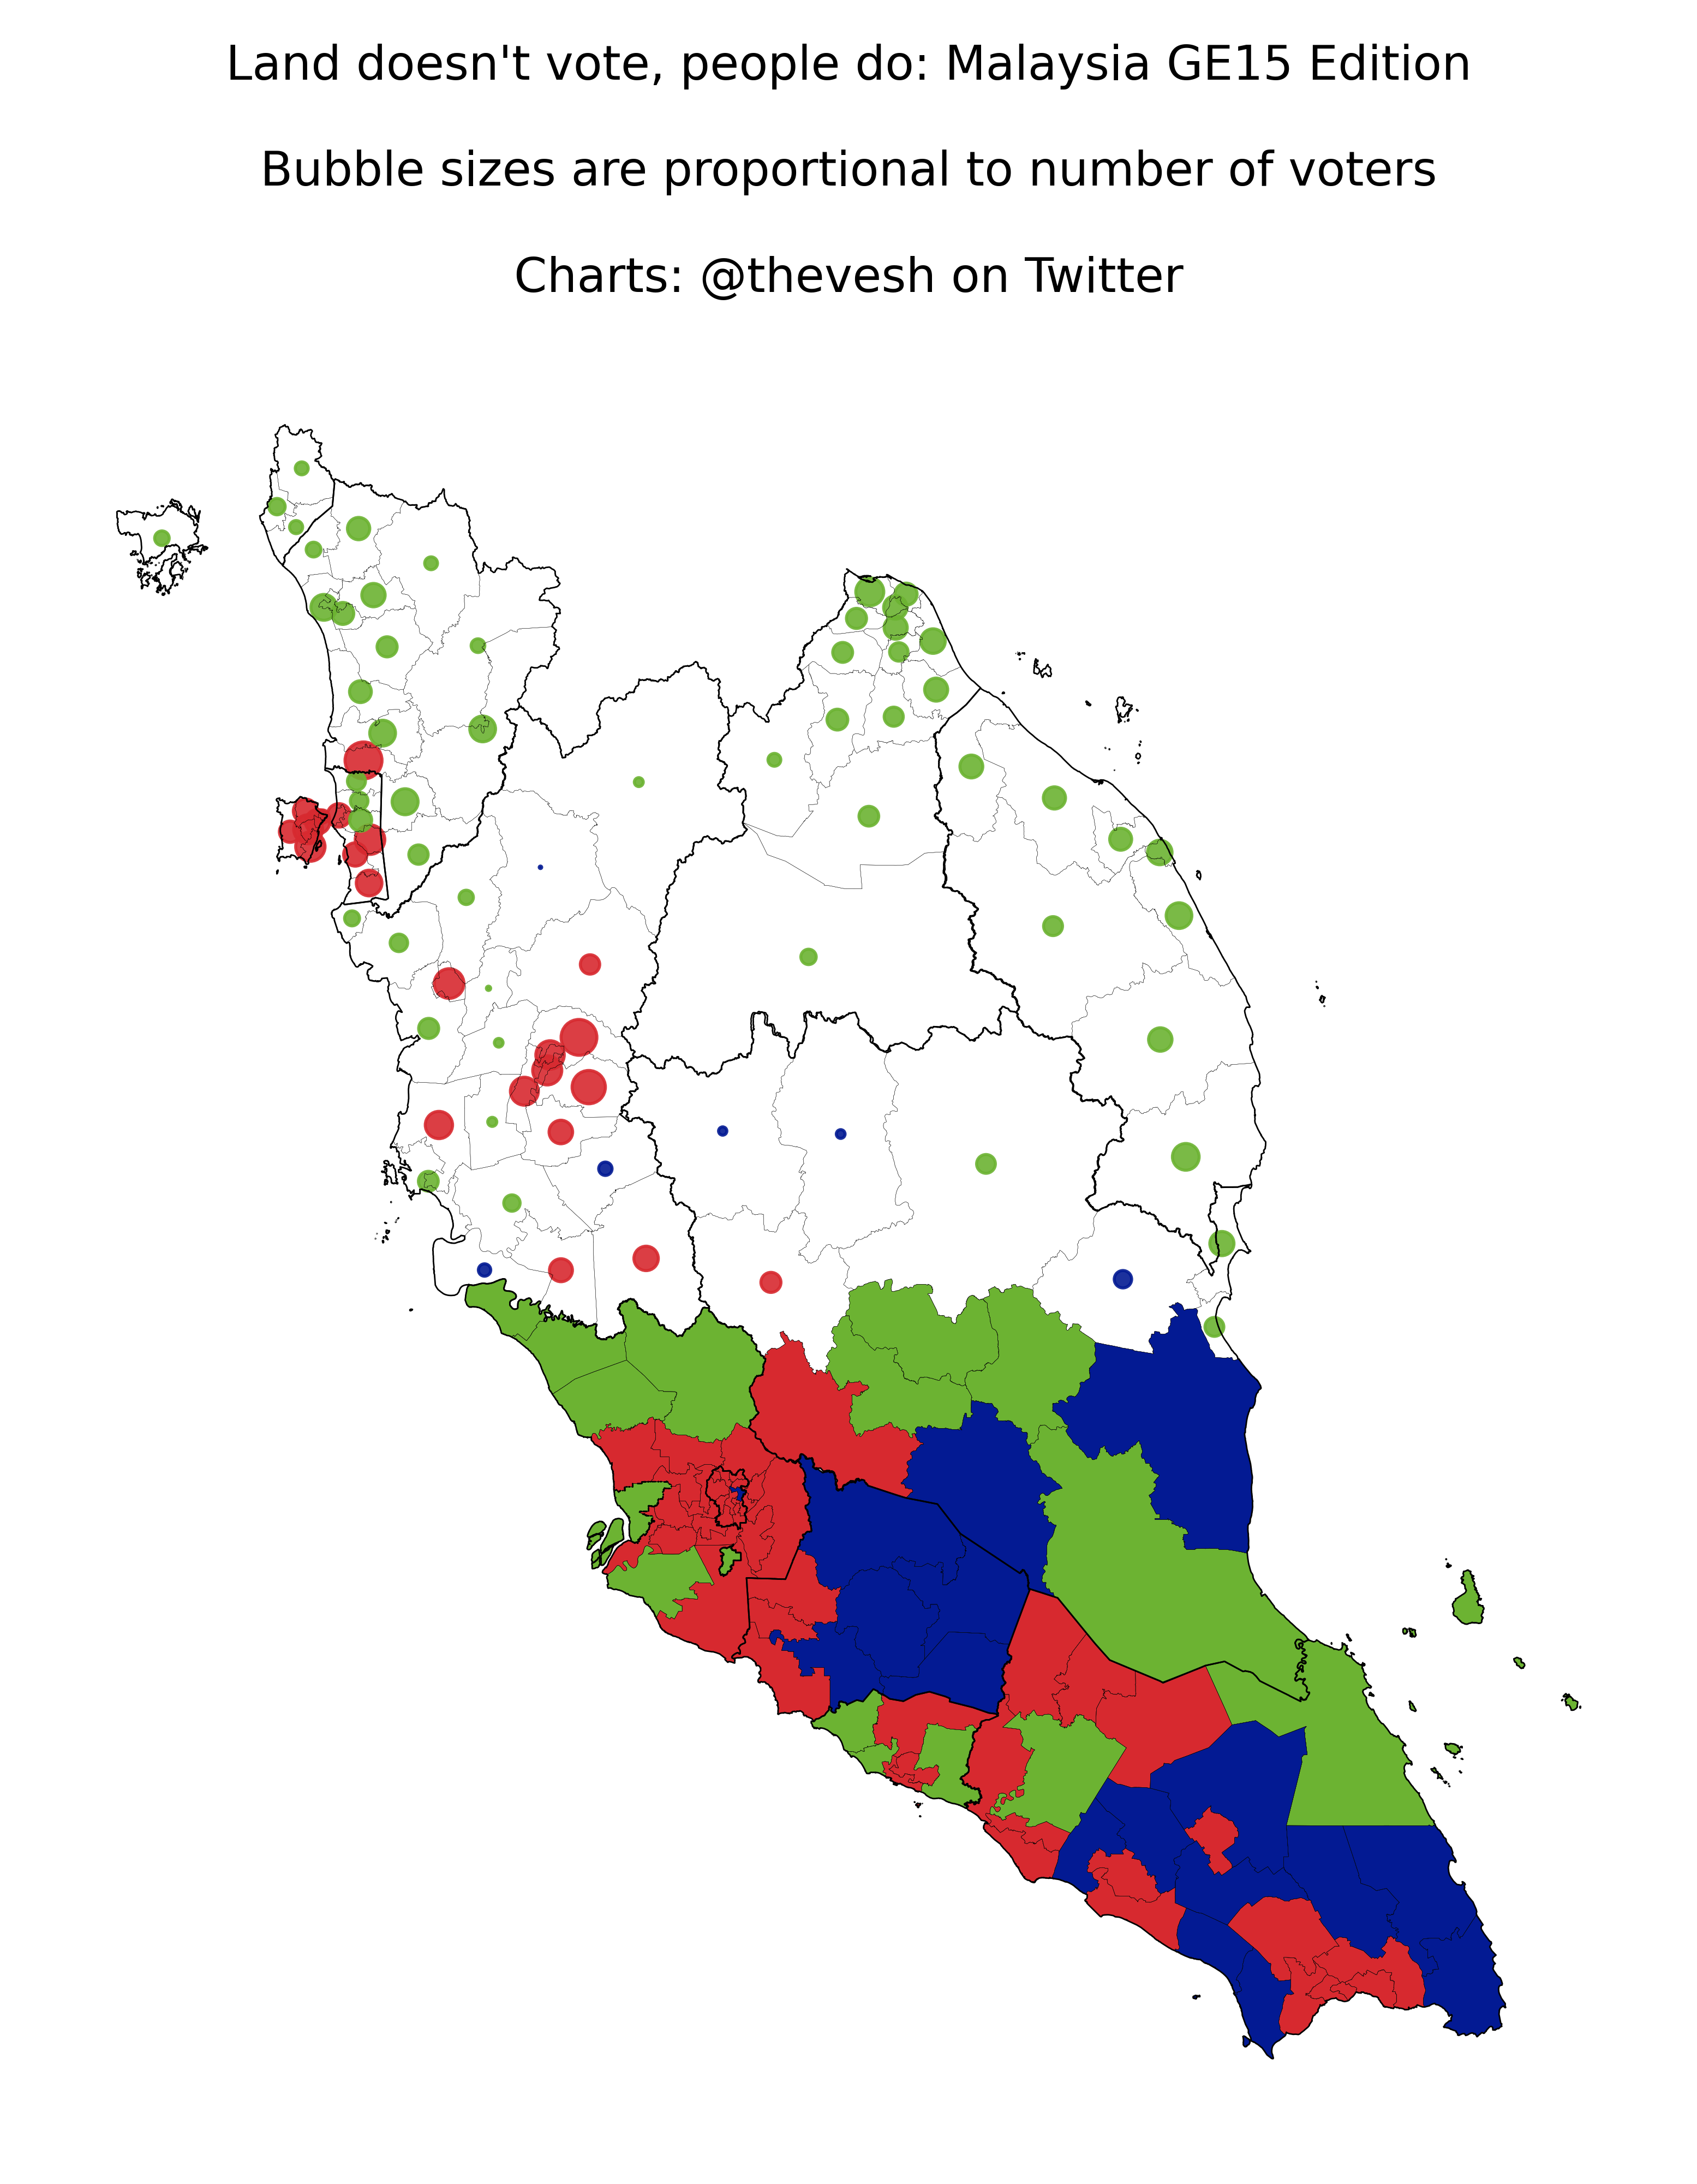 Land doesn't vote, people do: Malaysia GE15 Edition
Bubble sizes are proportional to number of voters
Charts: @thevesh on Twitter